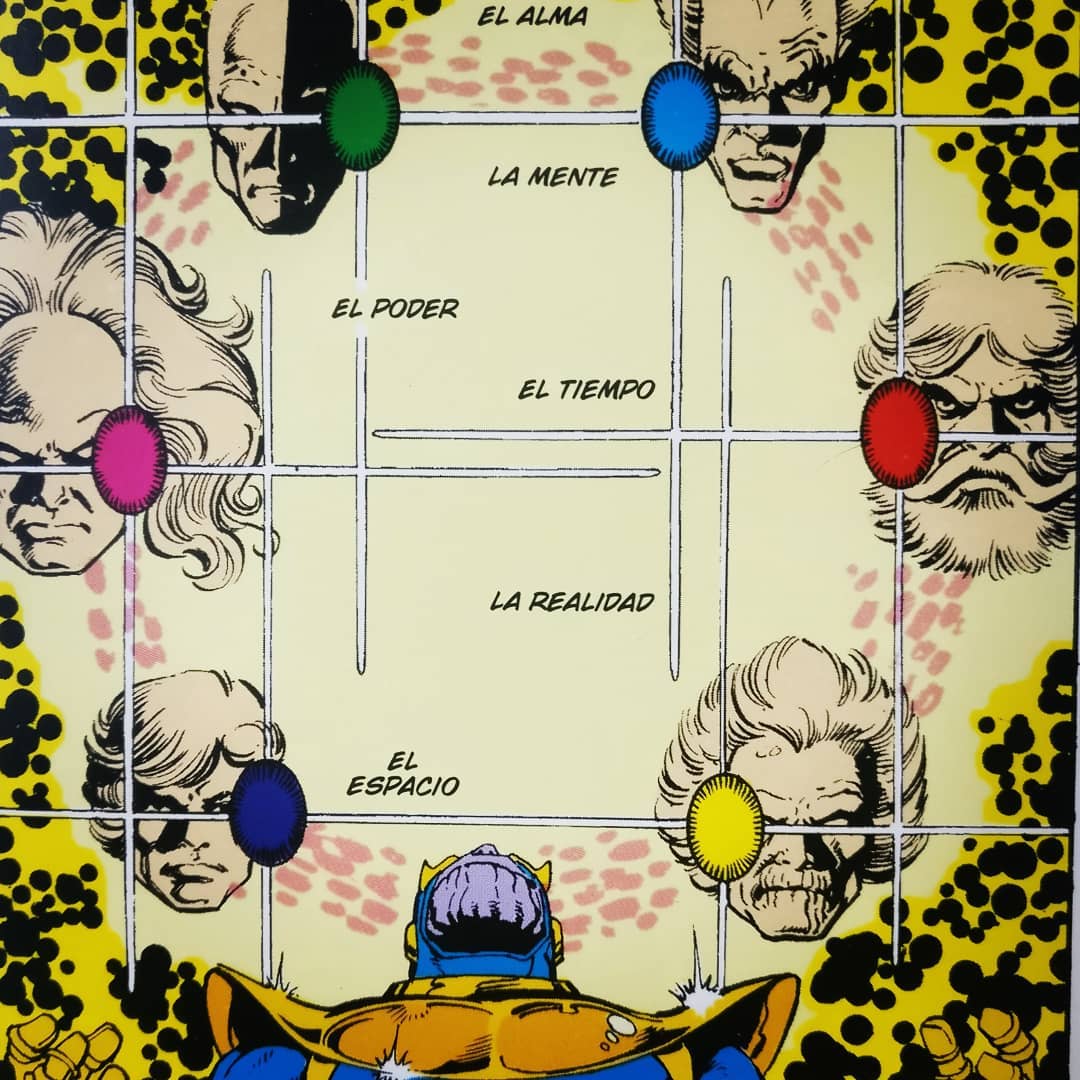 EL ALMA
LA MENTE
EL PODER
EL TIEMPO
LA REALIDAD
EL
ESPACIO